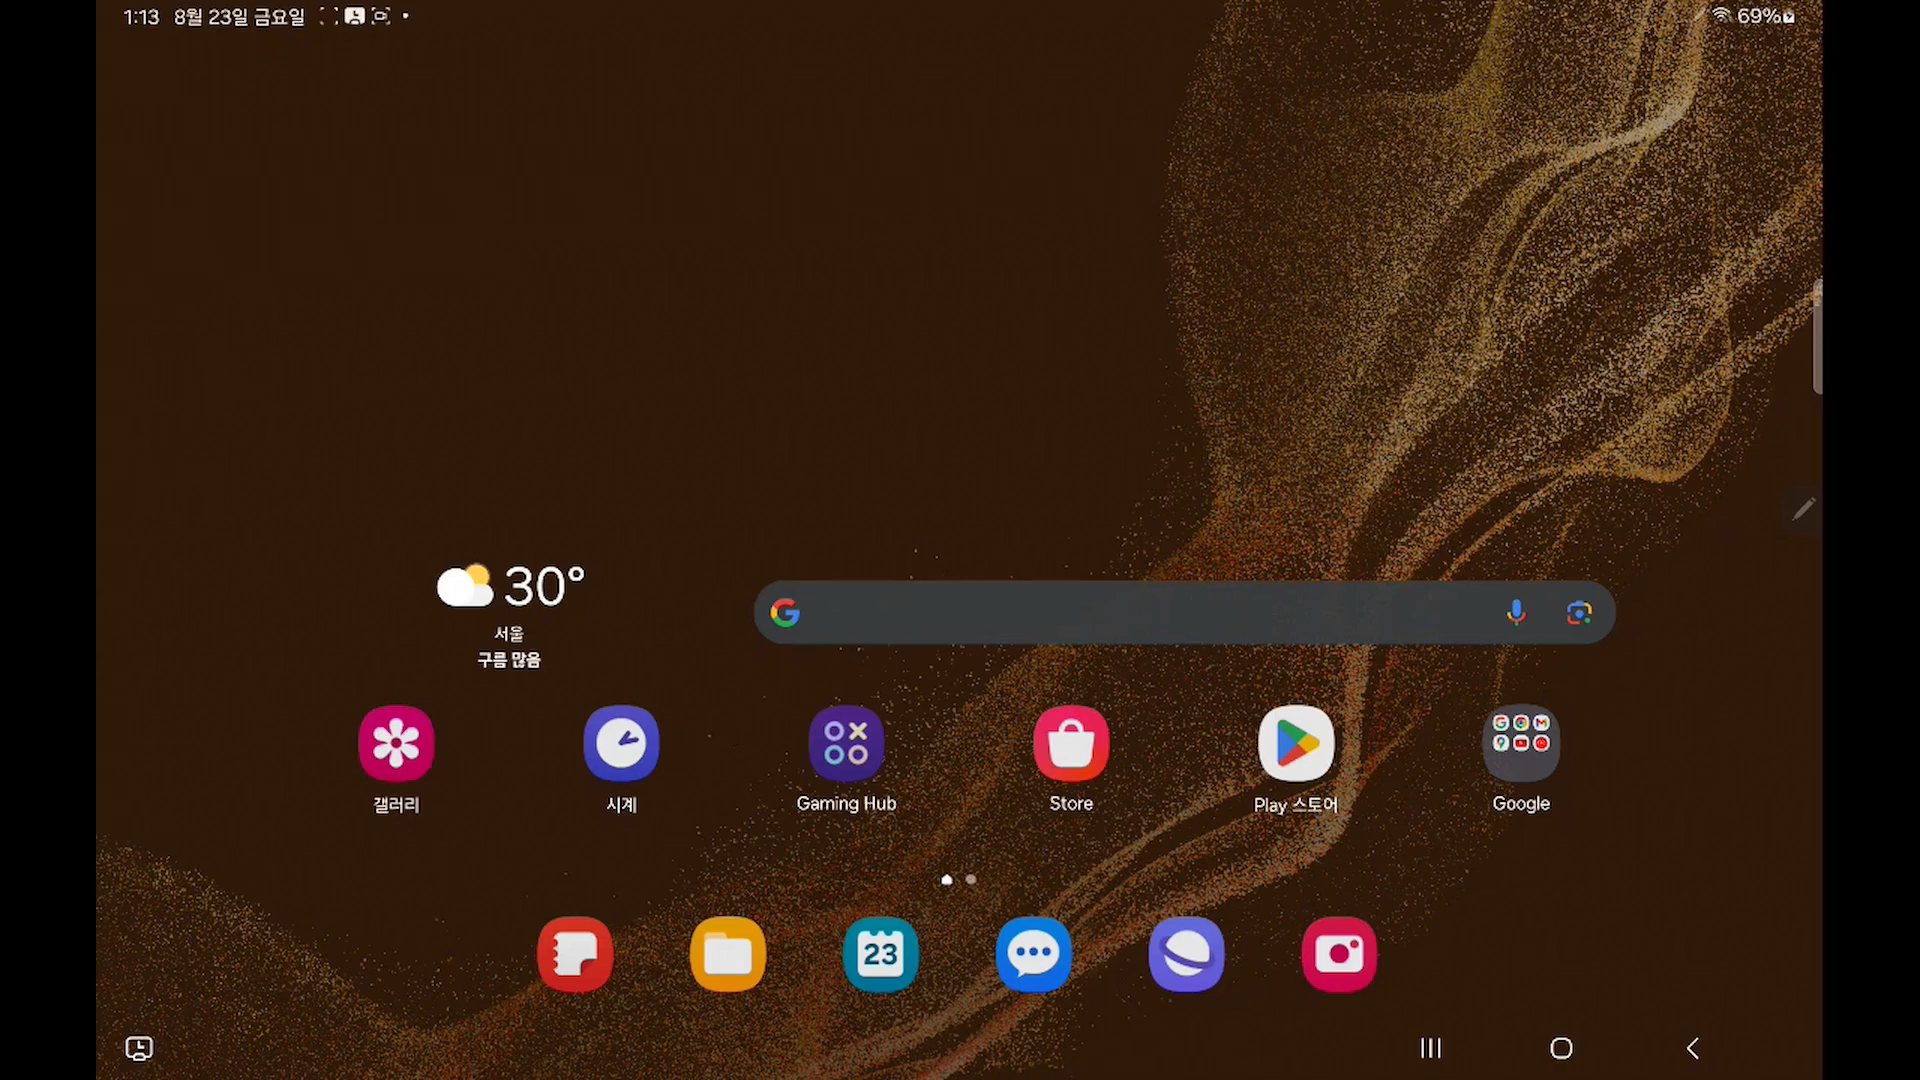 1:13 8월 23일 금요일
69%
30°
서울
구름 많음
갤러리
시계
Gaming Hub
Store
Play 스토어
Google
23